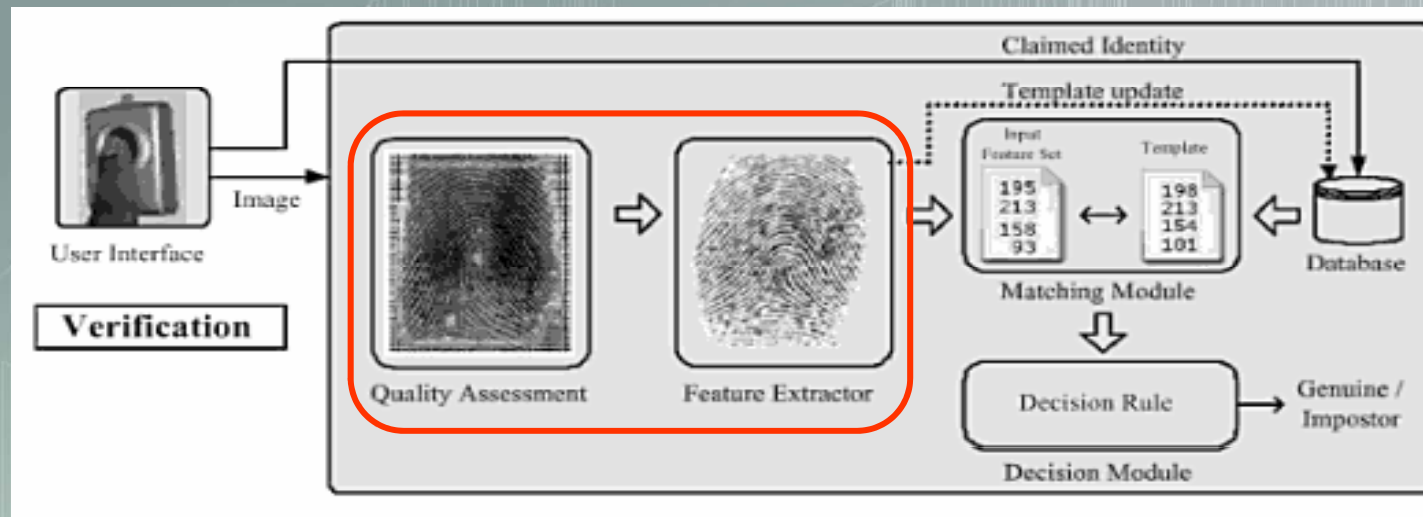 Claimed Identity
Template update
Image
User Interface
Verification
Quality Assessment
Feature Extractor
Input
Feature Set
195
213
158
93
Template
198
213
154
101
Matching Module
Database
Decision Rule
Decision Module
Genuine /
Impostor